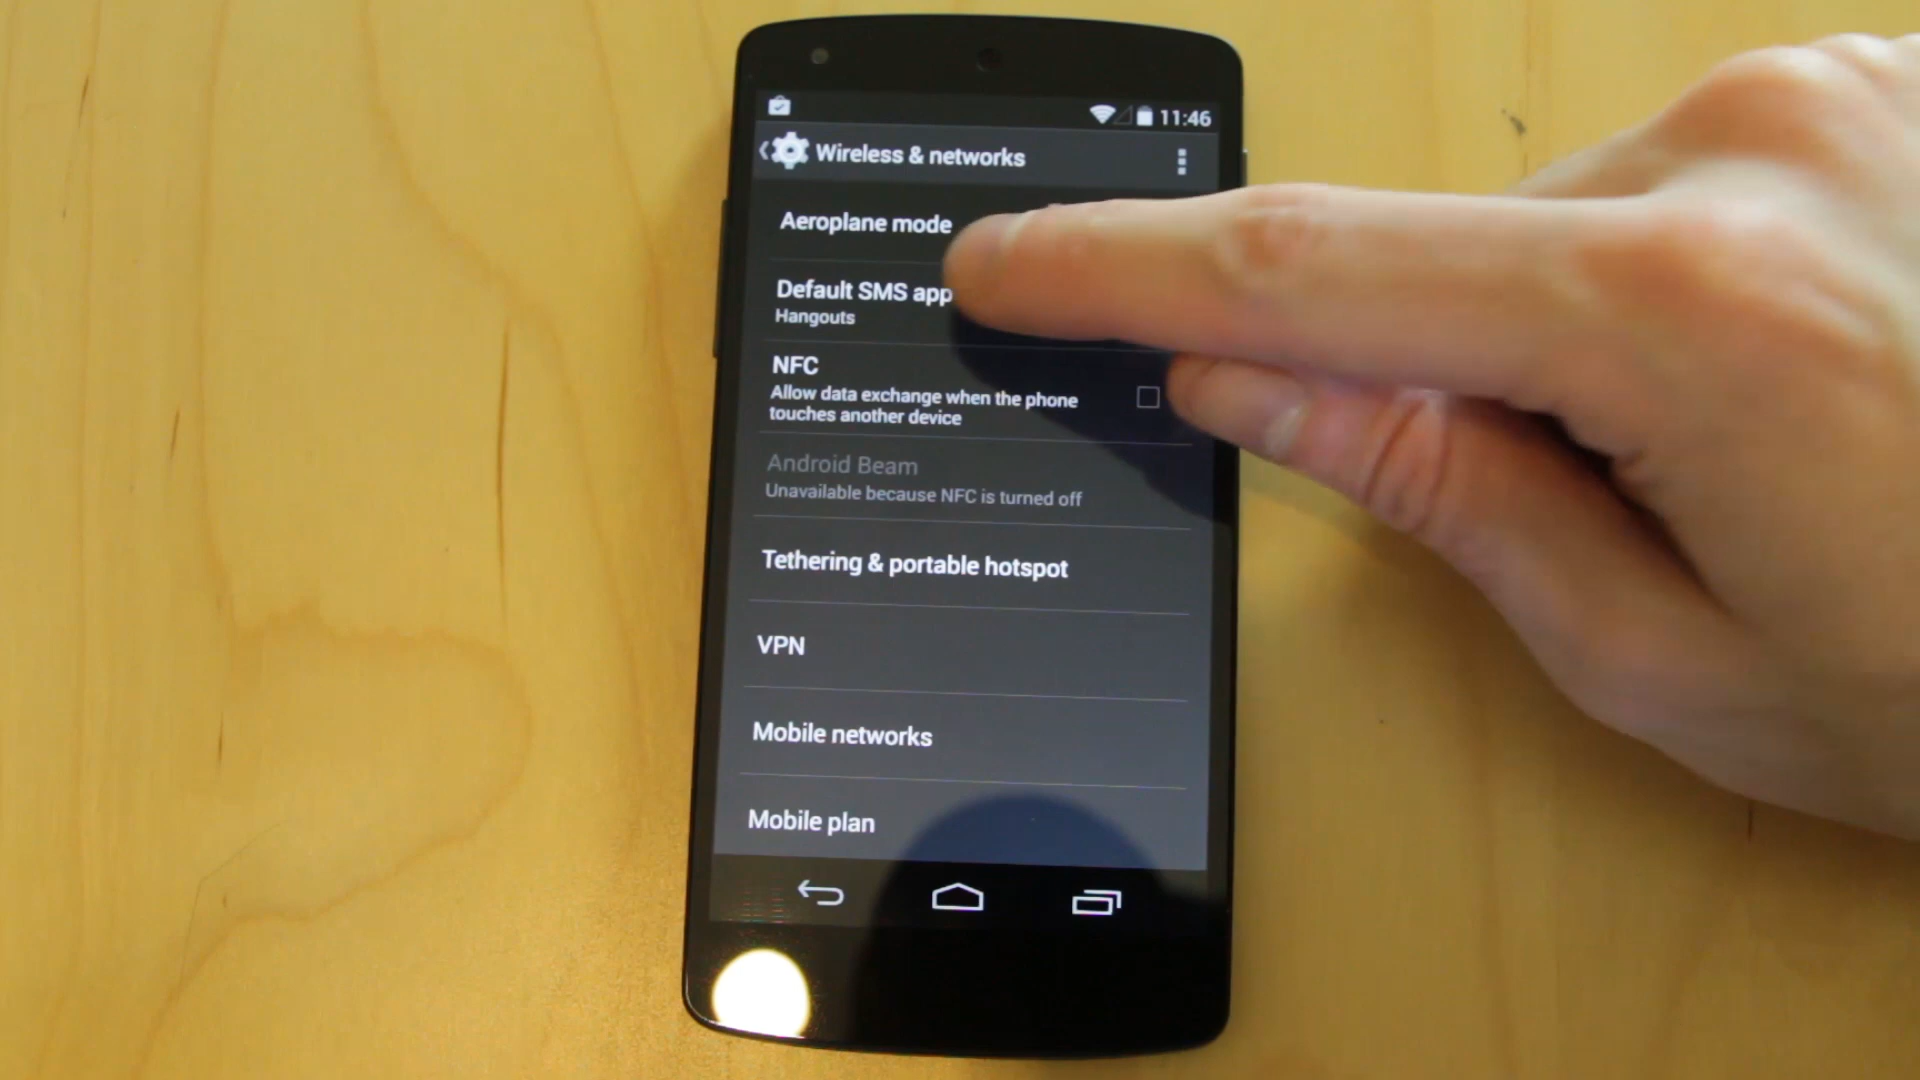 11:46
Wireless & networks
Aeroplane mode
Default SMS app
Hangouts
NFC
Allow data exchange when the phone
touches another device
Android Beam
Unavailable because NFC is turned off
Tethering & portable hotspot
VPN
Mobile networks
Mobile plan